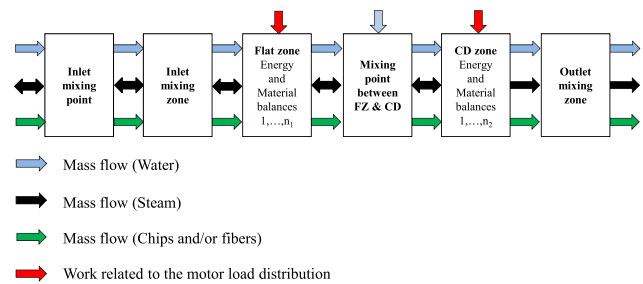 Inlet
mixing
point
Inlet
mixing
zone
Flat zone
Energy
and
Material
balances
1,…,n₁
Mixing
point
between
FZ & CD
CD zone
Energy
and
Material
balances
1,…,n₂
Outlet
mixing
zone
Mass flow (Water)
Mass flow (Steam)
Mass flow (Chips and/or fibers)
Work related to the motor load distribution